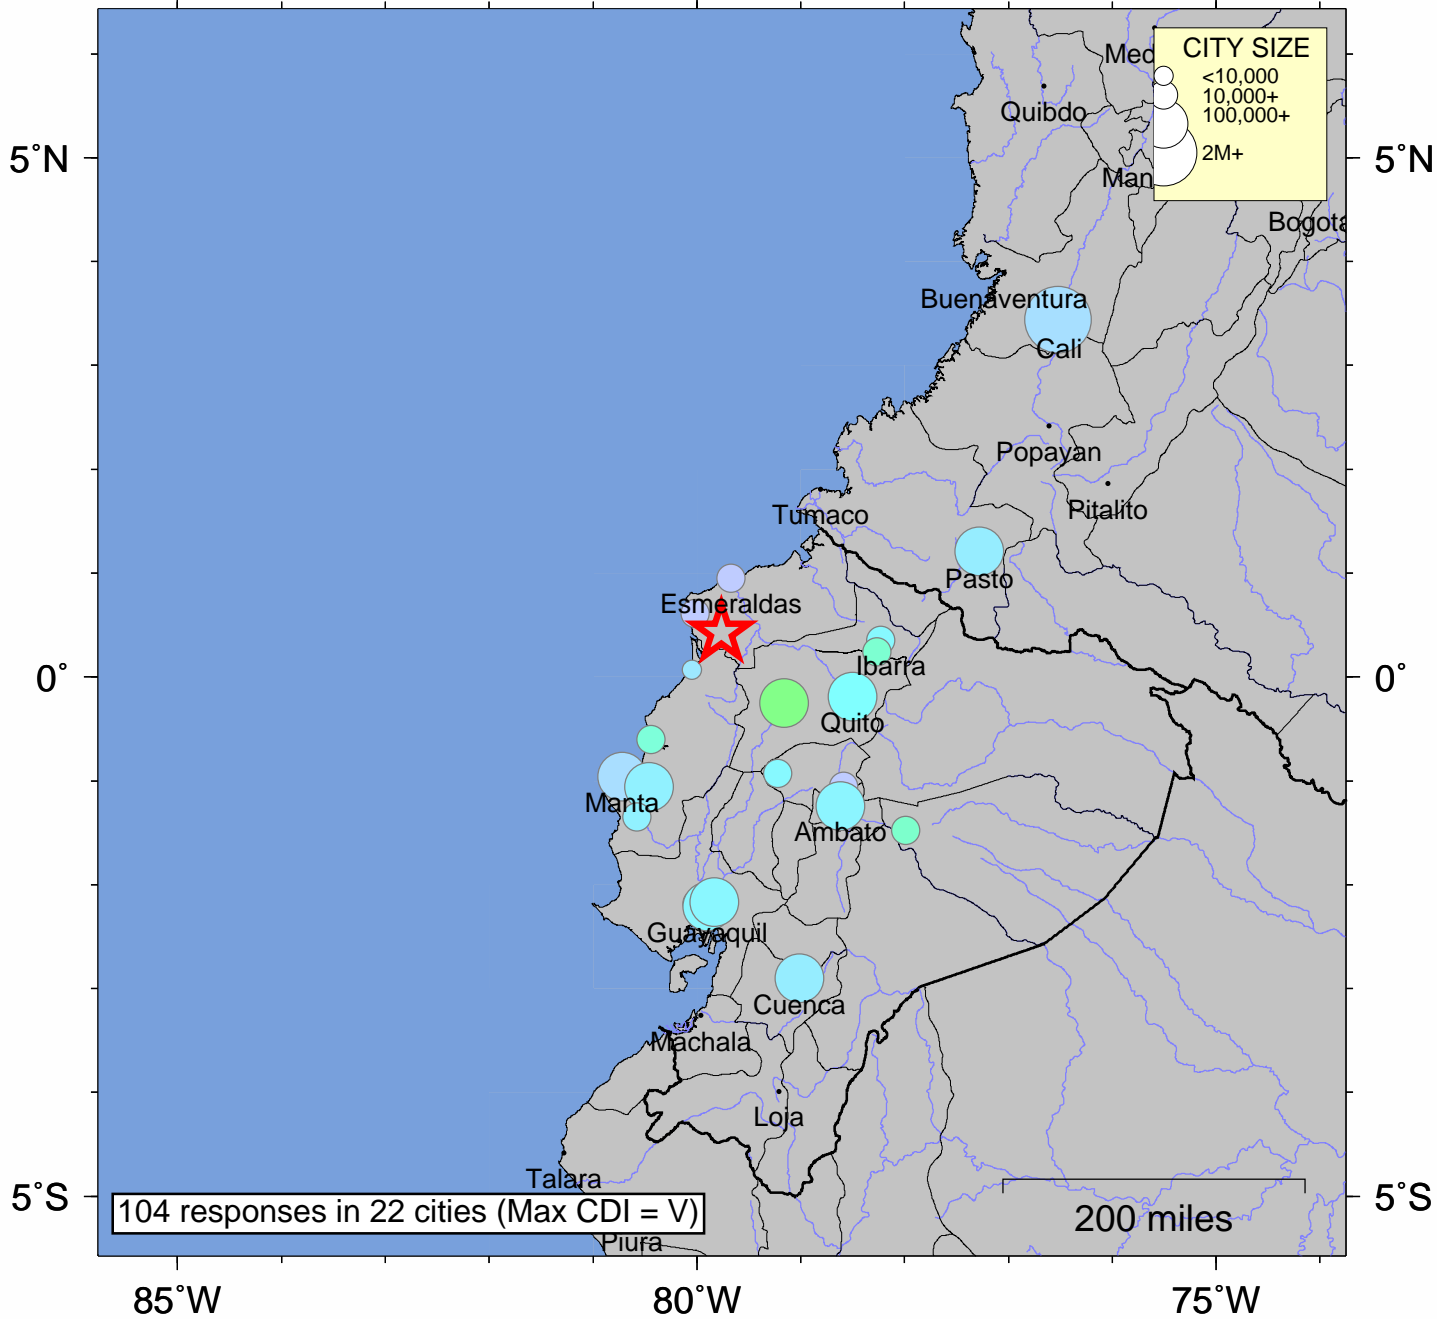 CITY SIZE
<10,000
10,000+
100,000+
2M+
Med
Quibdo
5°N
5°N
Man
Bogota
Buenaventura
Cali
Popayan
Pitalito
Tumaco
Pasto
Esmeraldas
Ibarra
0°
0°
Quito
Manta
Ambato
Guayaquil
Cuenca
Machala
Loja
Talara
5°S
5°S
104 responses in 22 cities (Max CDI = V)
200 miles
Piura
85°W
80°W
75°W